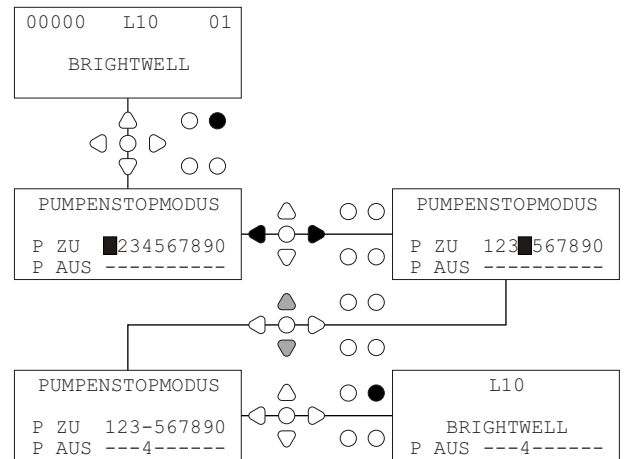 00000 L10 01
BRIGHTWELL
PUMPENSTOPMODUS
P ZU 234567890
P AUS ----------
PUMPENSTOPMODUS
P ZU 123 567890
P AUS ----------
PUMPENSTOPMODUS
P ZU 123-567890
P AUS ---4------
L10
BRIGHTWELL
P AUS ---4------